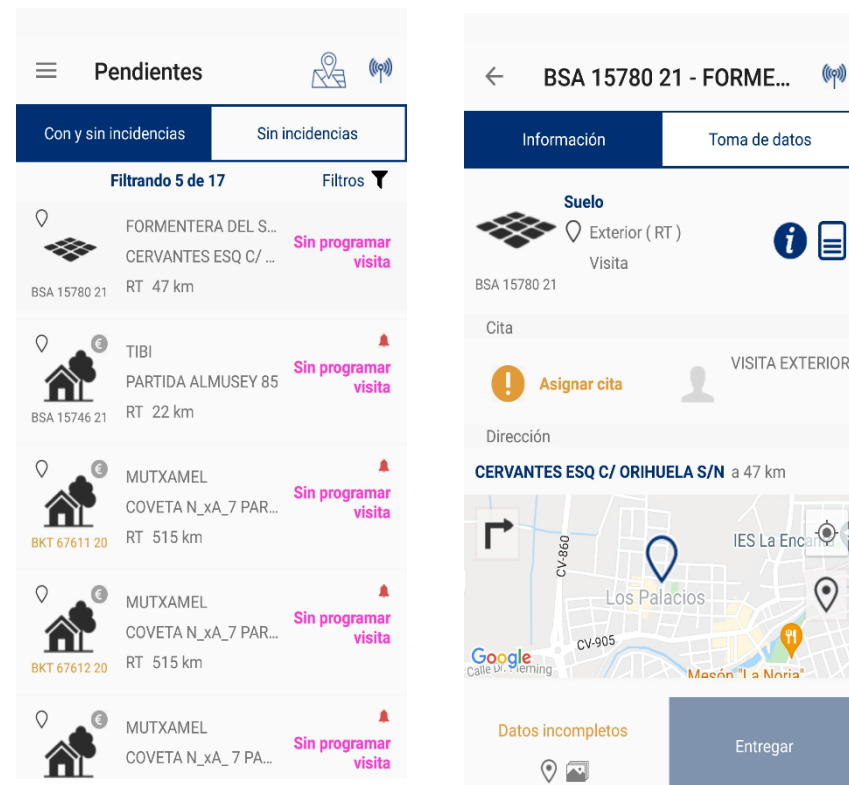 Pendientes
Con y sin incidencias
Sin incidencias
Filtrando 5 de 17
Filtros
FORMENTERA DEL S...
CERVANTES ESQ C/ ...
RT 47 km
BSA 15780 21
Sin programar
visita
TIBI
PARTIDA ALMUSEY 85
RT 22 km
BSA 15746 21
Sin programar
visita
MUTXAMEL
COVETA N_xA_7 PAR...
RT 515 km
BKT 67611 20
Sin programar
visita
MUTXAMEL
COVETA N_xA_7 PAR...
RT 515 km
BKT 67612 20
Sin programar
visita
MUTXAMEL
COVETA N_xA_ 7 PA...
Sin programar
visita
BSA 15780 21 - FORME...
Información
Toma de datos
Suelo
Exterior ( RT )
Visita
BSA 15780 21
Cita
Asignar cita
VISITA EXTERIOR
Dirección
CERVANTES ESQ C/ ORIHUELA S/N a 47 km
CV-860
IES La Encarna
Los Palacios
CV-905
Google
Calle Dr. Fleming
Mesón "La Noria"
Datos incompletos
Entregar